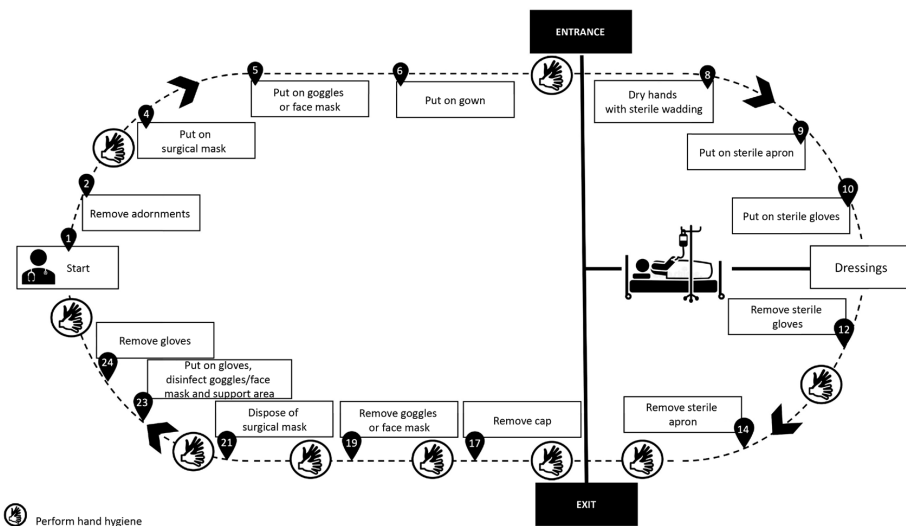 ENTRANCE
5
Put on goggles
or face mask
6
Put on gown
8
Dry hands
with sterile wadding
4
Put on
surgical mask
9
Put on sterile apron
2
Remove adornments
10
Put on sterile gloves
1
Start
Dressings
Remove sterile
gloves
12
Remove gloves
24
Put on gloves,
disinfect goggles/face
mask and support area
23
Dispose of
surgical mask
21
Remove goggles
or face mask
19
Remove cap
17
Remove sterile
apron
14
EXIT
Perform hand hygiene